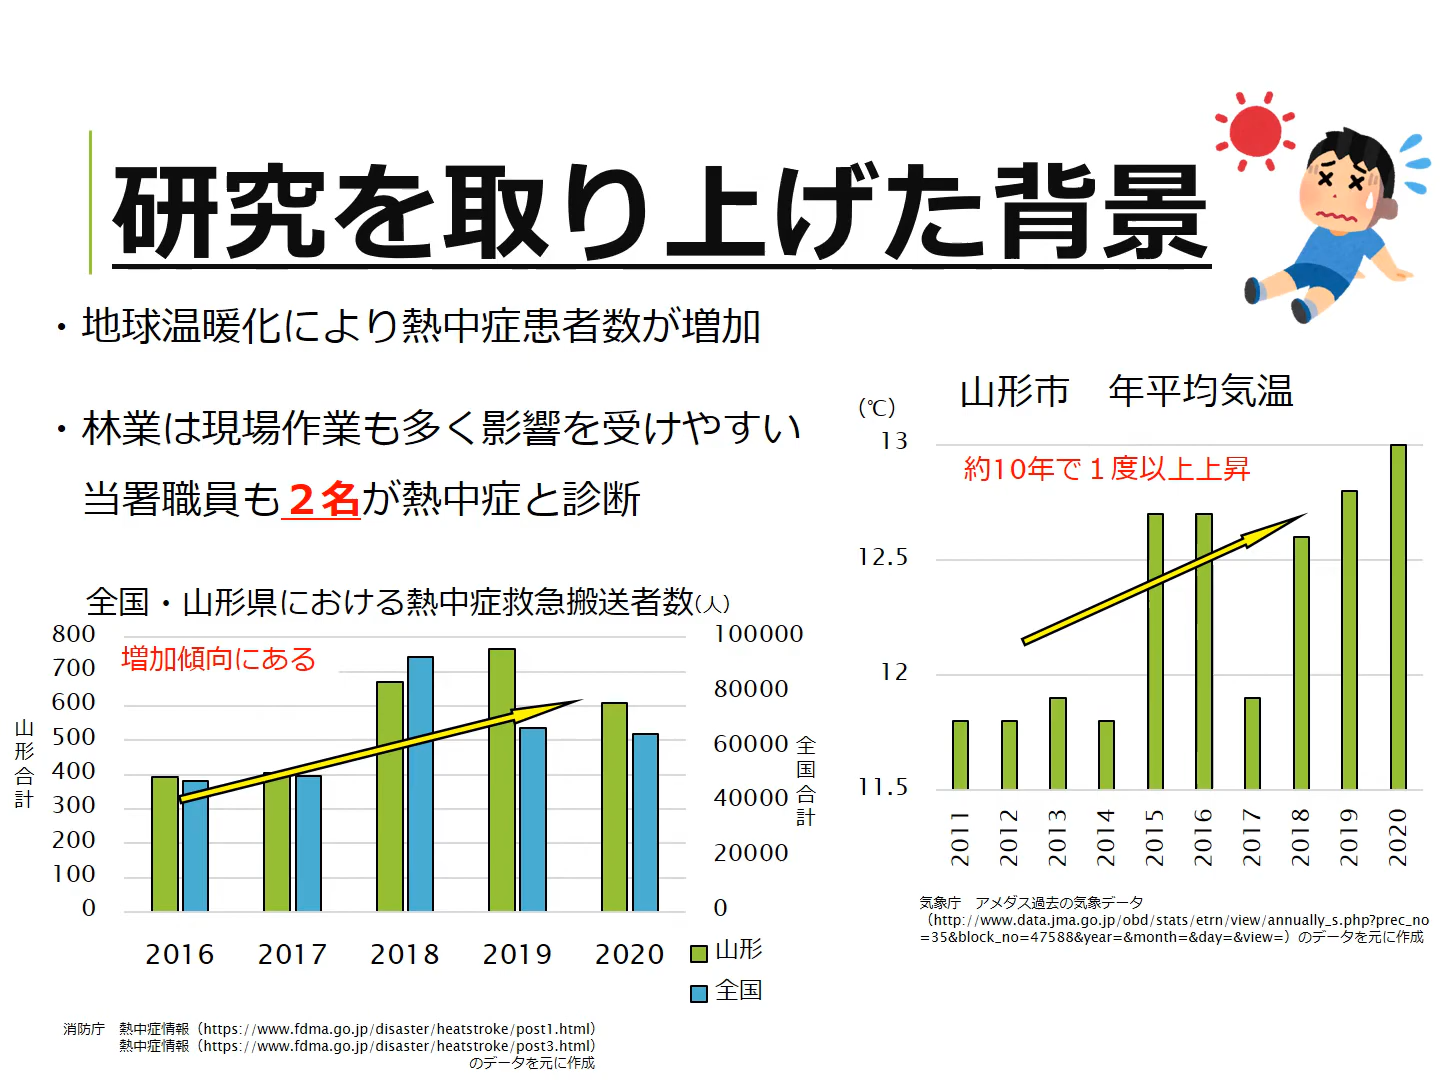 研究を取り上げた背景
・地球温暖化により熱中症患者数が増加
・林業は現場作業も多く影響を受けやすい
当署職員も２名が熱中症と診断
全国・山形県における熱中症救急搬送者数(人)
増加傾向にある
山形合計
800
700
600
500
400
300
200
100
0
100000
80000
60000
40000
20000
0
全国合計
2016 2017 2018 2019 2020
山形
全国
消防庁　熱中症情報（https://www.fdma.go.jp/disaster/heatstroke/post1.html）
熱中症情報（https://www.fdma.go.jp/disaster/heatstroke/post3.html）
のデータを元に作成
山形市　年平均気温
（℃）
約10年で１度以上上昇
13
12.5
12
11.5
2011 2012 2013 2014 2015 2016 2017 2018 2019 2020
気象庁　アメダス過去の気象データ
（http://www.data.jma.go.jp/obd/stats/etrn/view/annually_s.php?prec_no
=35&block_no=47588&year=&month=&day=&view=）のデータを元に作成